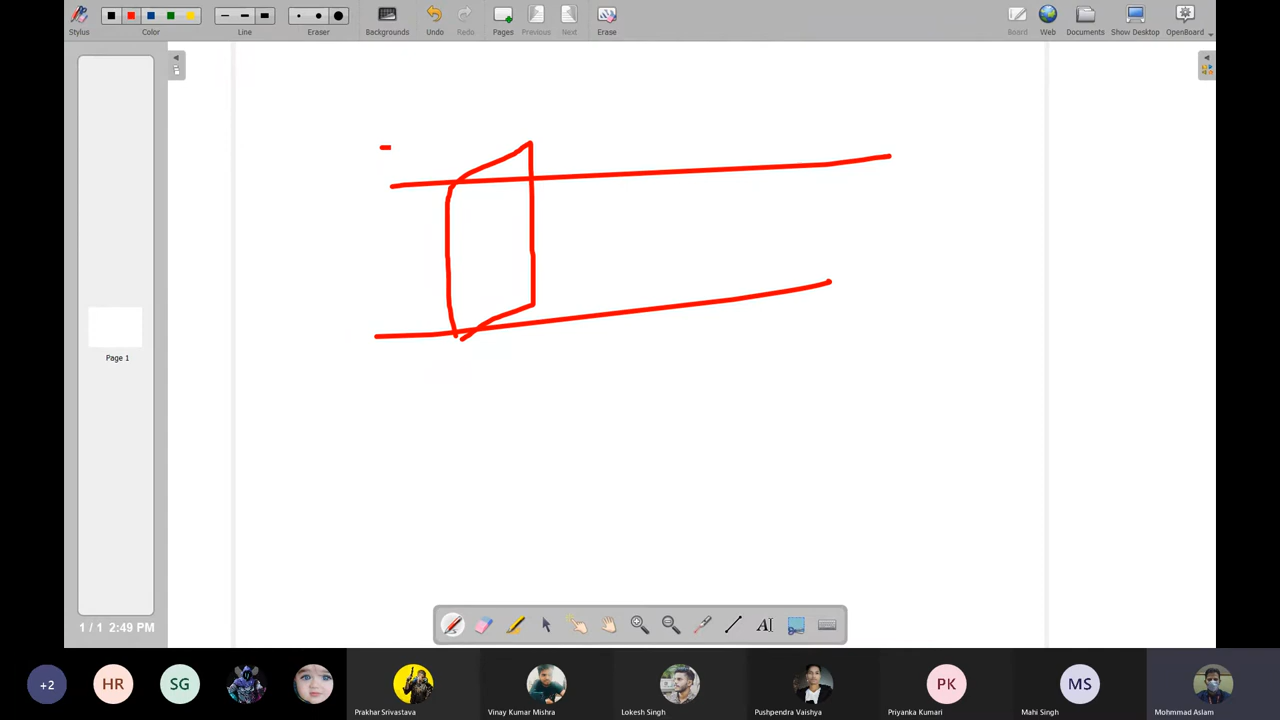 Stylus Color Line Eraser Backgrounds Undo Redo Pages Previous Next Erase Board Web Documents Show Desktop OpenBoard
Page 1
1 / 1 2:49 PM
AI
+2 HR SG PK MS
Prakhar Srivastava Vinay Kumar Mishra Lokesh Singh Pushpendra Vaishya Priyanka Kumari Mahi Singh Mohmmad Aslam